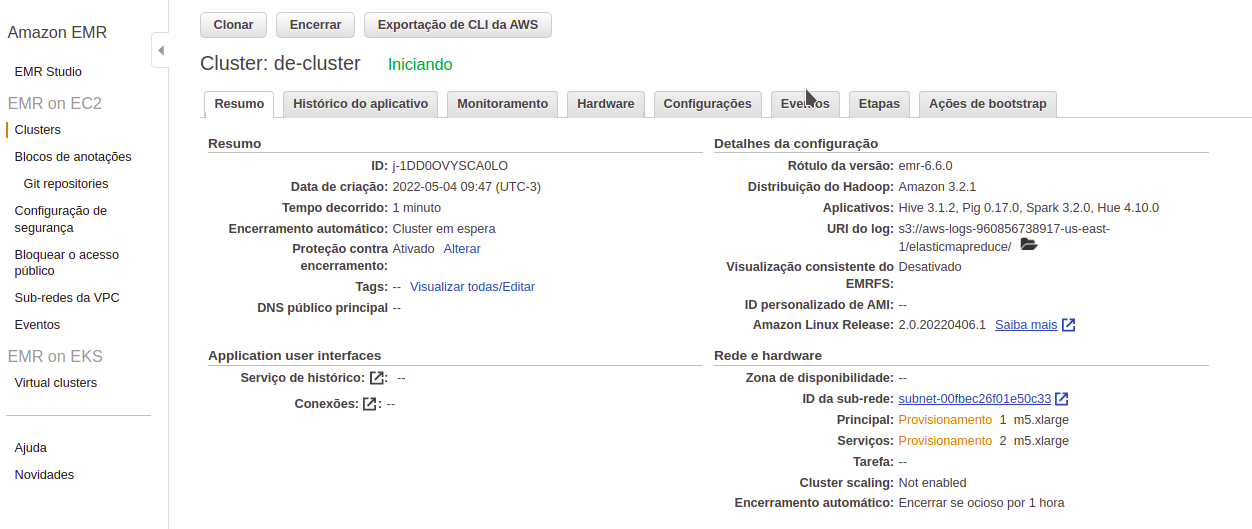 Amazon EMR
EMR Studio
EMR on EC2
Clusters
Blocos de anotações
Git repositories
Configuração de
segurança
Bloquear o acesso
público
Sub-redes da VPC
Eventos
EMR on EKS
Virtual clusters
Ajuda
Novidades
Clonar
Encerrar
Exportação de CLI da AWS
Cluster: de-cluster Iniciando
Resumo
Histórico do aplicativo
Monitoramento
Hardware
Configurações
Eventos
Etapas
Ações de bootstrap
Resumo
ID: j-1DD0OVYSCA0LO
Data de criação: 2022-05-04 09:47 (UTC-3)
Tempo decorrido: 1 minuto
Encerramento automático: Cluster em espera
Proteção contra Ativado Alterar
encerramento:
Tags: -- Visualizar todas/Editar
DNS público principal --
Application user interfaces
Serviço de histórico: : --
Conexões: : --
Detalhes da configuração
Rótulo da versão: emr-6.6.0
Distribuição do Hadoop: Amazon 3.2.1
Aplicativos: Hive 3.1.2, Pig 0.17.0, Spark 3.2.0, Hue 4.10.0
URI do log: s3://aws-logs-960856738917-us-east-
1/elasticmapreduce/
Visualização consistente do Desativado
EMRFS:
ID personalizado de AMI: --
Amazon Linux Release: 2.0.20220406.1 Saiba mais
Rede e hardware
Zona de disponibilidade: --
ID da sub-rede: subnet-00fbec26f01e50c33
Principal: Provisionamento 1 m5.xlarge
Serviços: Provisionamento 2 m5.xlarge
Tarefa: --
Cluster scaling: Not enabled
Encerramento automático: Encerrar se ocioso por 1 hora